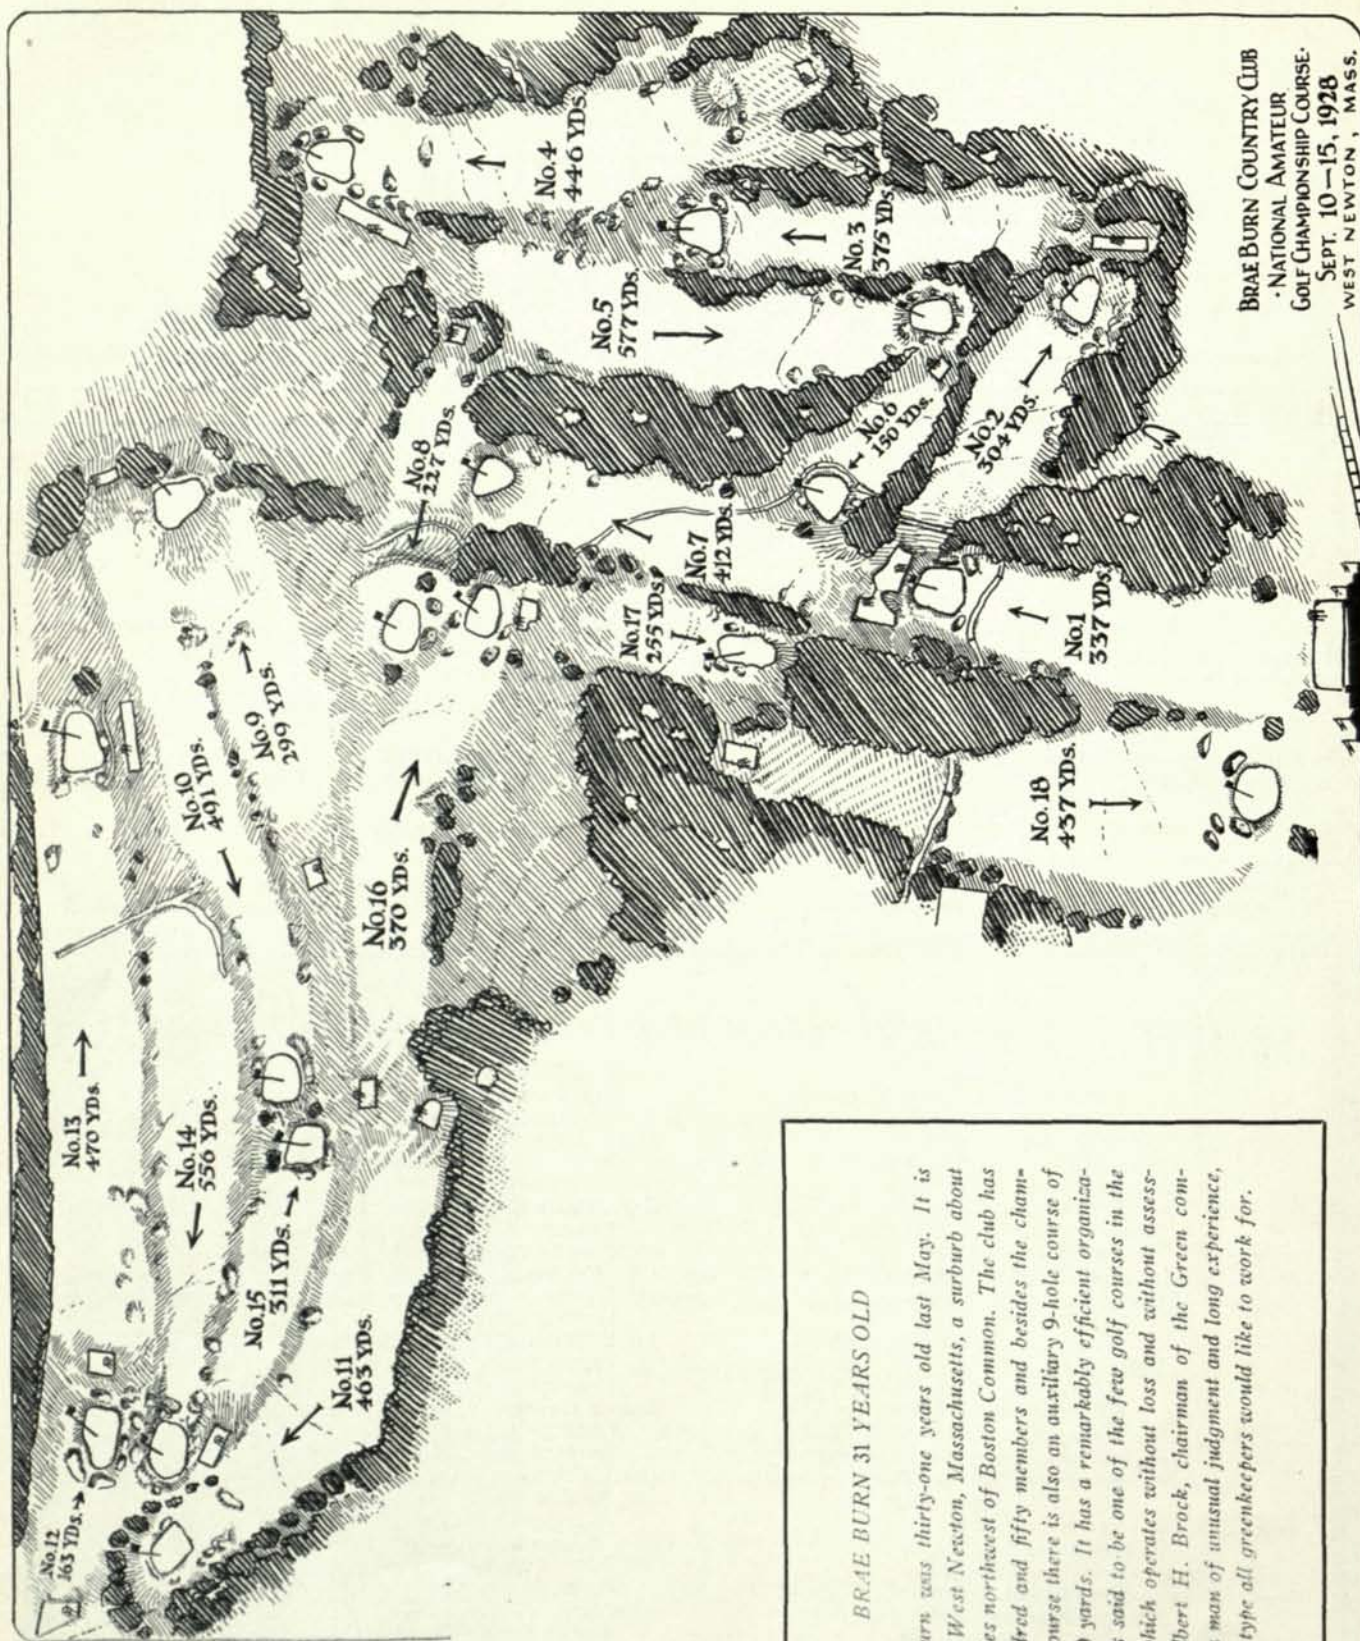 BRAE BURN COUNTRY CLUB
· NATIONAL AMATEUR
GOLF CHAMPIONSHIP COURSE·
SEPT. 10—15, 1928
WEST NEWTON, MASS.
No.1
337 YDs.
No.2
304 YDs.
No.3
375 YDs.
No.4
446 YDs.
No.5
577 YDs.
No.6
150 YDs.
No.7
412 YDs.
No.8
227 YDs.
No.9
299 YDs.
No.10
491 YDs.
No.11
463 YDs.
No.12
163 YDs.
No.13
470 YDs.
No.14
556 YDs.
No.15
311 YDs.
No.16
370 YDs.
No.17
255 YDs.
No.18
437 YDs.
BRAE BURN 31 YEARS OLD
was thirty-one years old last May. It is
West Newton, Massachusetts, a surburb about
northwest of Boston Common. The club has
and fifty members and besides the cham-
there is also an auxiliary 9-hole course of
yards. It has a remarkably efficient organiza-
said to be one of the few golf courses in the
which operates without loss and without assess-
H. Brock, chairman of the Green com-
man of unusual judgment and long experience,
type all greenkeepers would like to work for.